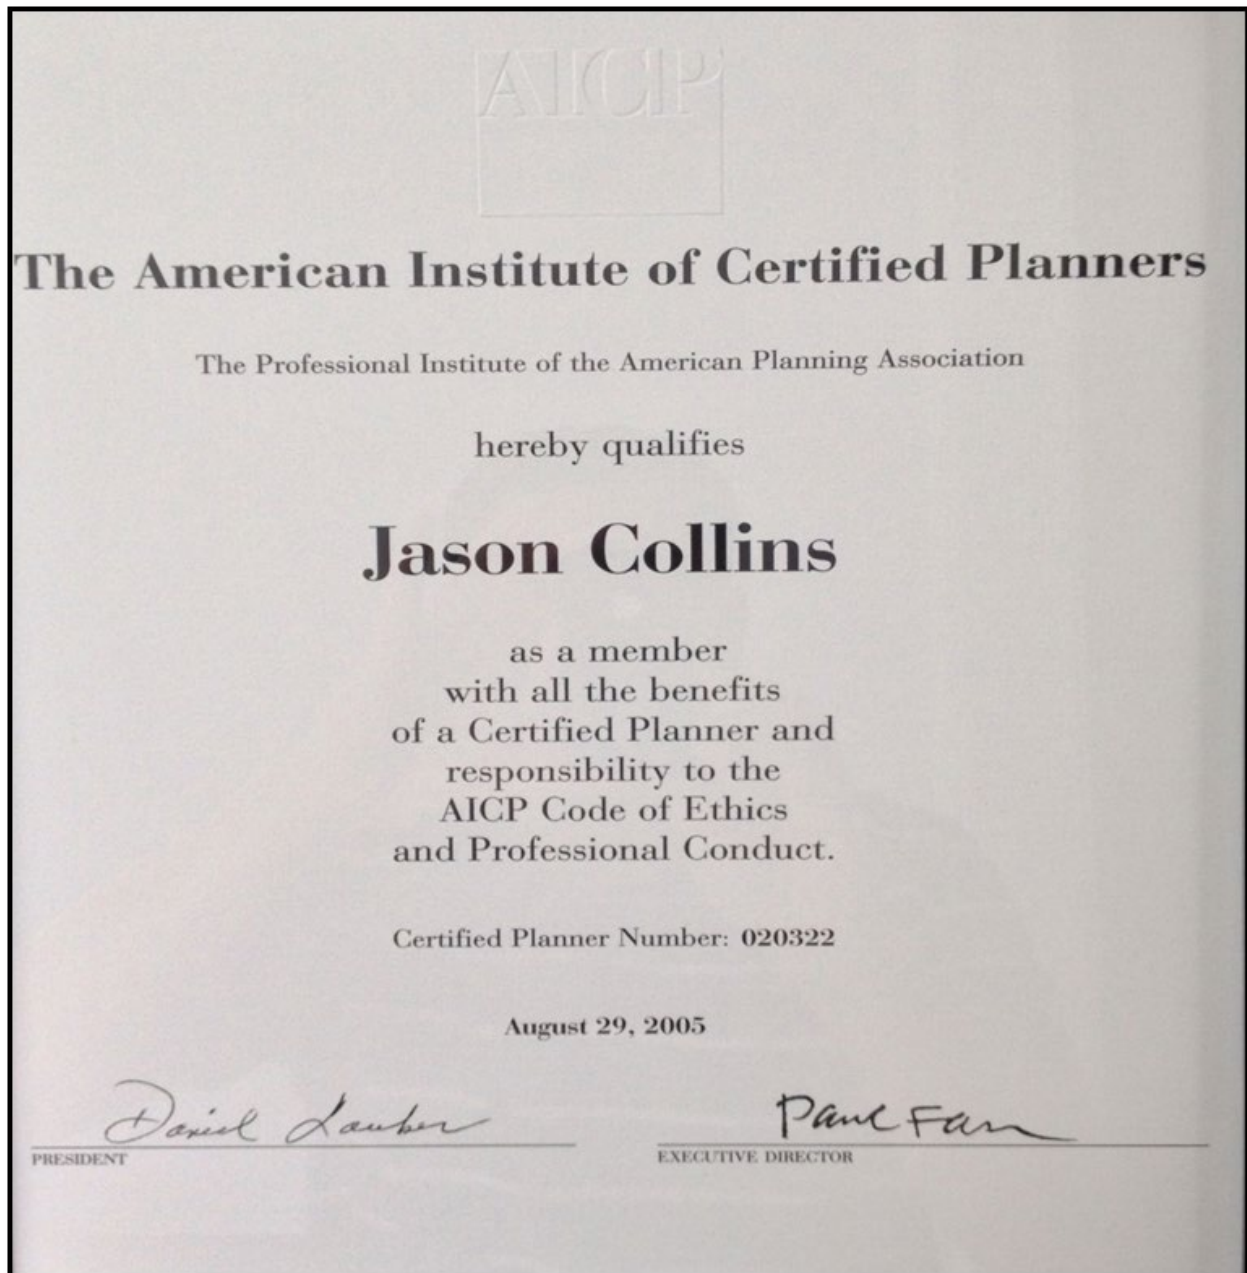 AICP
The American Institute of Certified Planners
The Professional Institute of the American Planning Association
hereby qualifies
Jason Collins
as a member
with all the benefits
of a Certified Planner and
responsibility to the
AICP Code of Ethics
and Professional Conduct.
Certified Planner Number: 020322
August 29, 2005
Daniel Lauber
PRESIDENT
Paul Farm
EXECUTIVE DIRECTOR